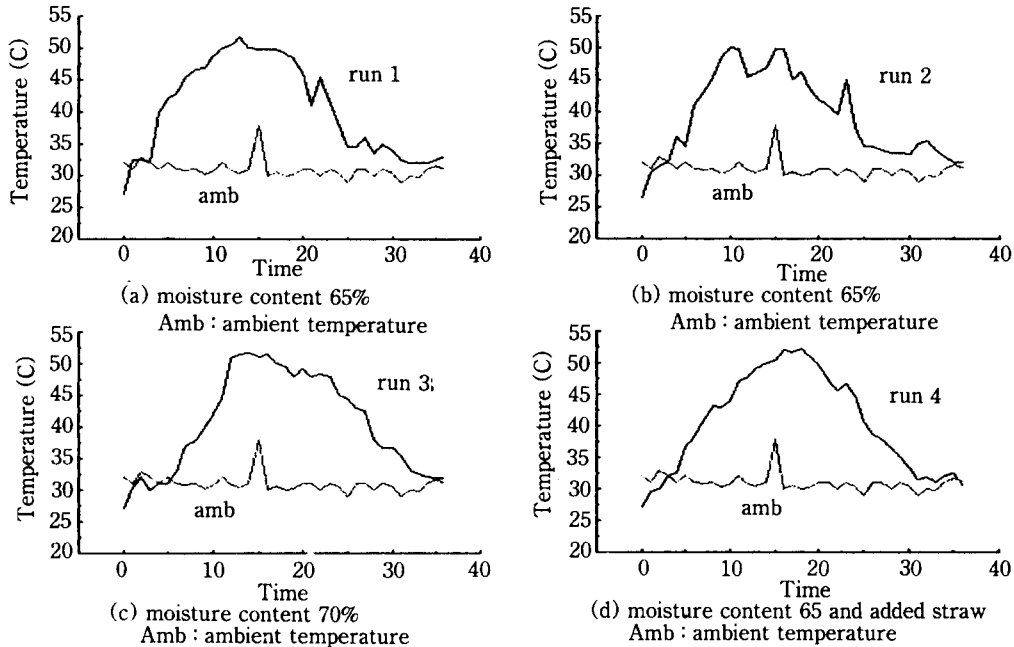 55
50
45
40
35
30
25
20
Temperature (C)
run 1
amb
0
10
20
30
40
Time
(a) moisture content 65%
Amb : ambient temperature
55
50
45
40
35
30
25
20
Temperature (C)
run 2
amb
0
10
20
30
40
Time
(b) moisture content 65%
Amb : ambient temperature
55
50
45
40
35
30
25
20
Temperature (C)
run 3
amb
0
10
20
30
40
Time
(c) moisture content 70%
Amb : ambient temperature
55
50
45
40
35
30
25
20
Temperature (C)
run 4
amb
0
10
20
30
40
Time
(d) moisture content 65 and added straw
Amb : ambient temperature